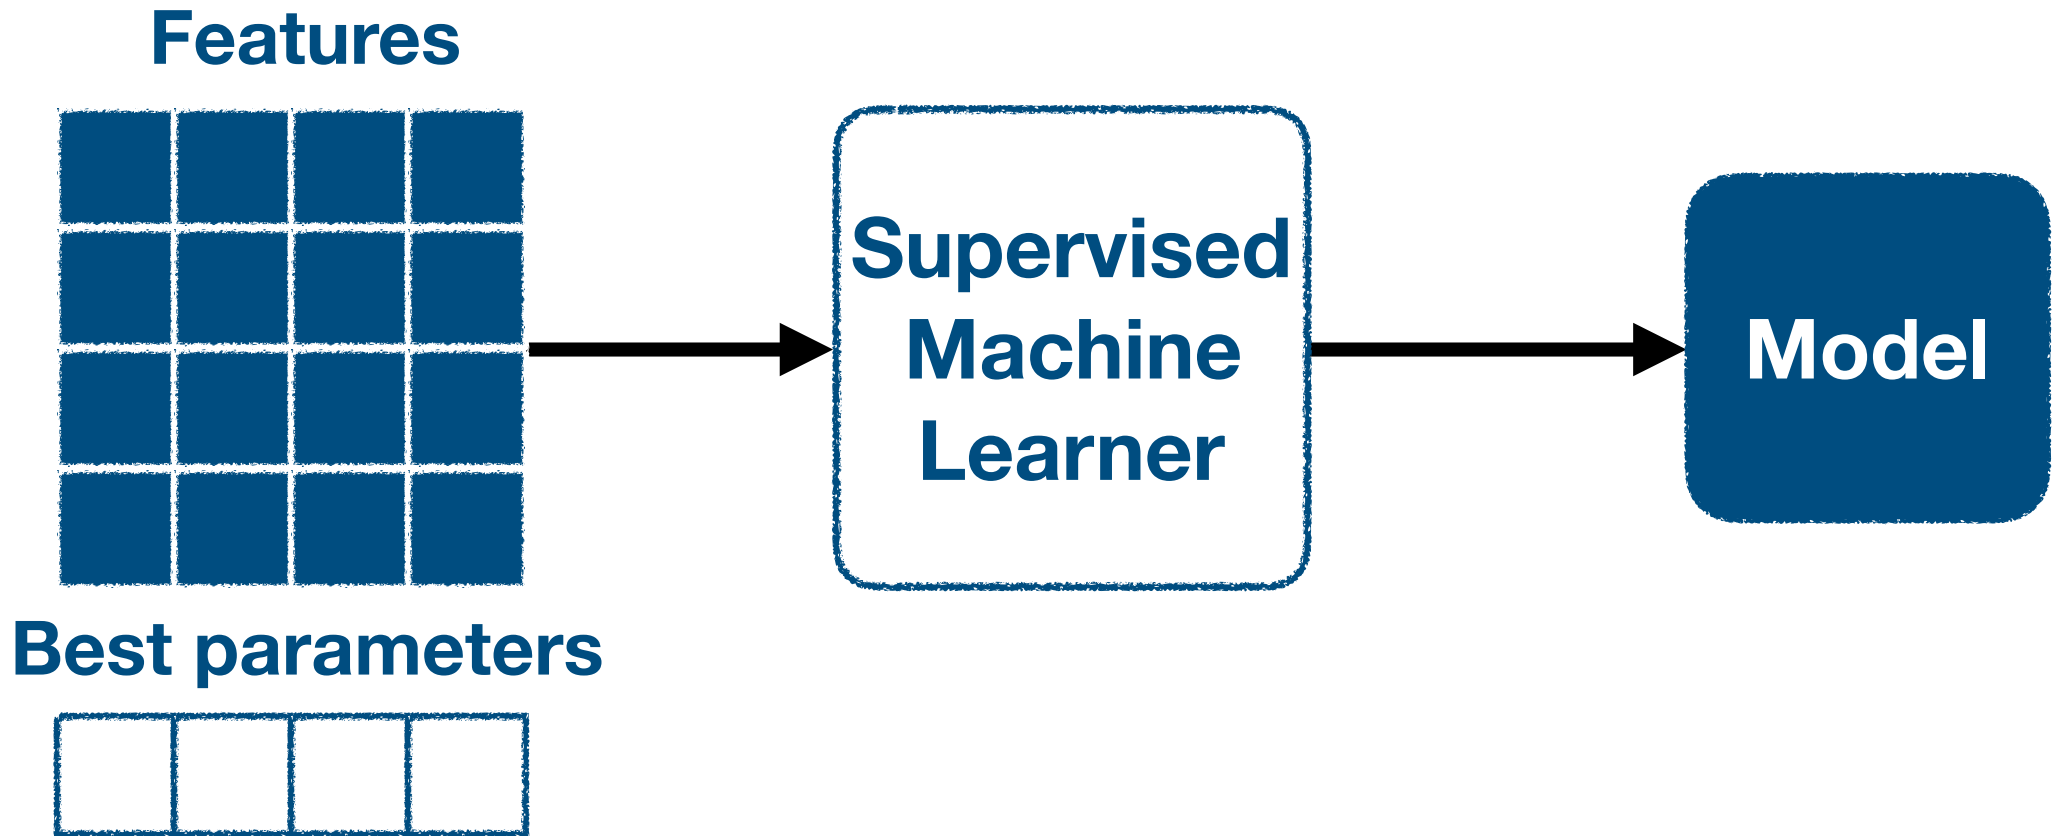 Features
Supervised
Machine
Learner
Model
Best parameters